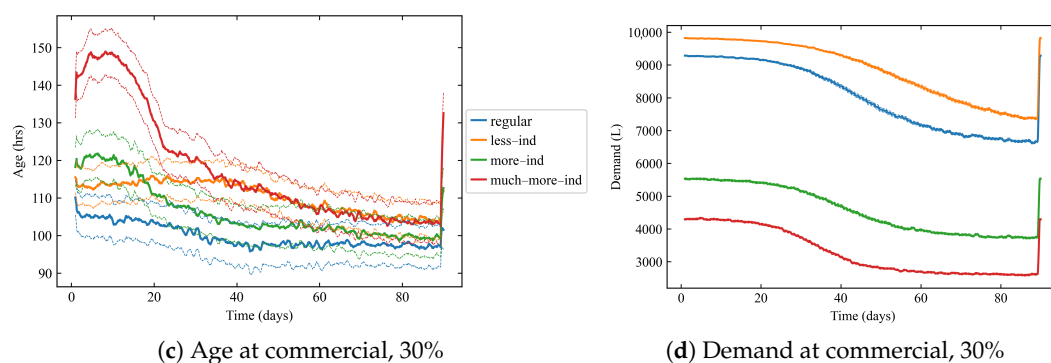 150
140
130
120
110
100
90
Age (hrs)
0
20
40
60
80
Time (days)
regular
less–ind
more–ind
much–more–ind
10000
9000
8000
7000
6000
5000
4000
3000
Demand (L)
0
20
40
60
80
Time (days)
(c) Age at commercial, 30%
(d) Demand at commercial, 30%